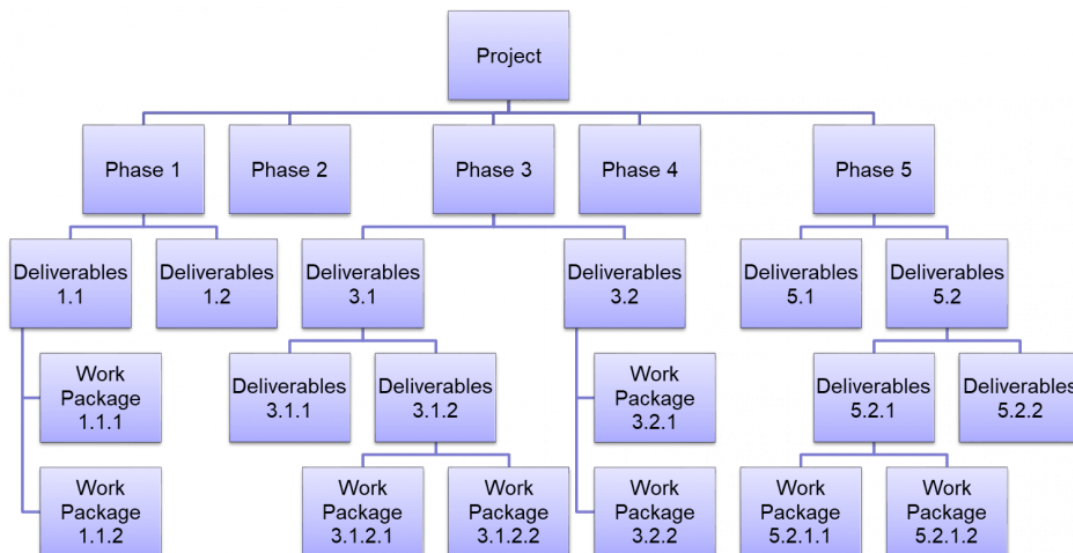 Project
Phase 1
Phase 2
Phase 3
Phase 4
Phase 5
Deliverables
1.1
Deliverables
1.2
Deliverables
3.1
Deliverables
3.2
Deliverables
5.1
Deliverables
5.2
Work
Package
1.1.1
Deliverables
3.1.1
Deliverables
3.1.2
Work
Package
3.2.1
Deliverables
5.2.1
Deliverables
5.2.2
Work
Package
1.1.2
Work
Package
3.1.2.1
Work
Package
3.1.2.2
Work
Package
3.2.2
Work
Package
5.2.1.1
Work
Package
5.2.1.2